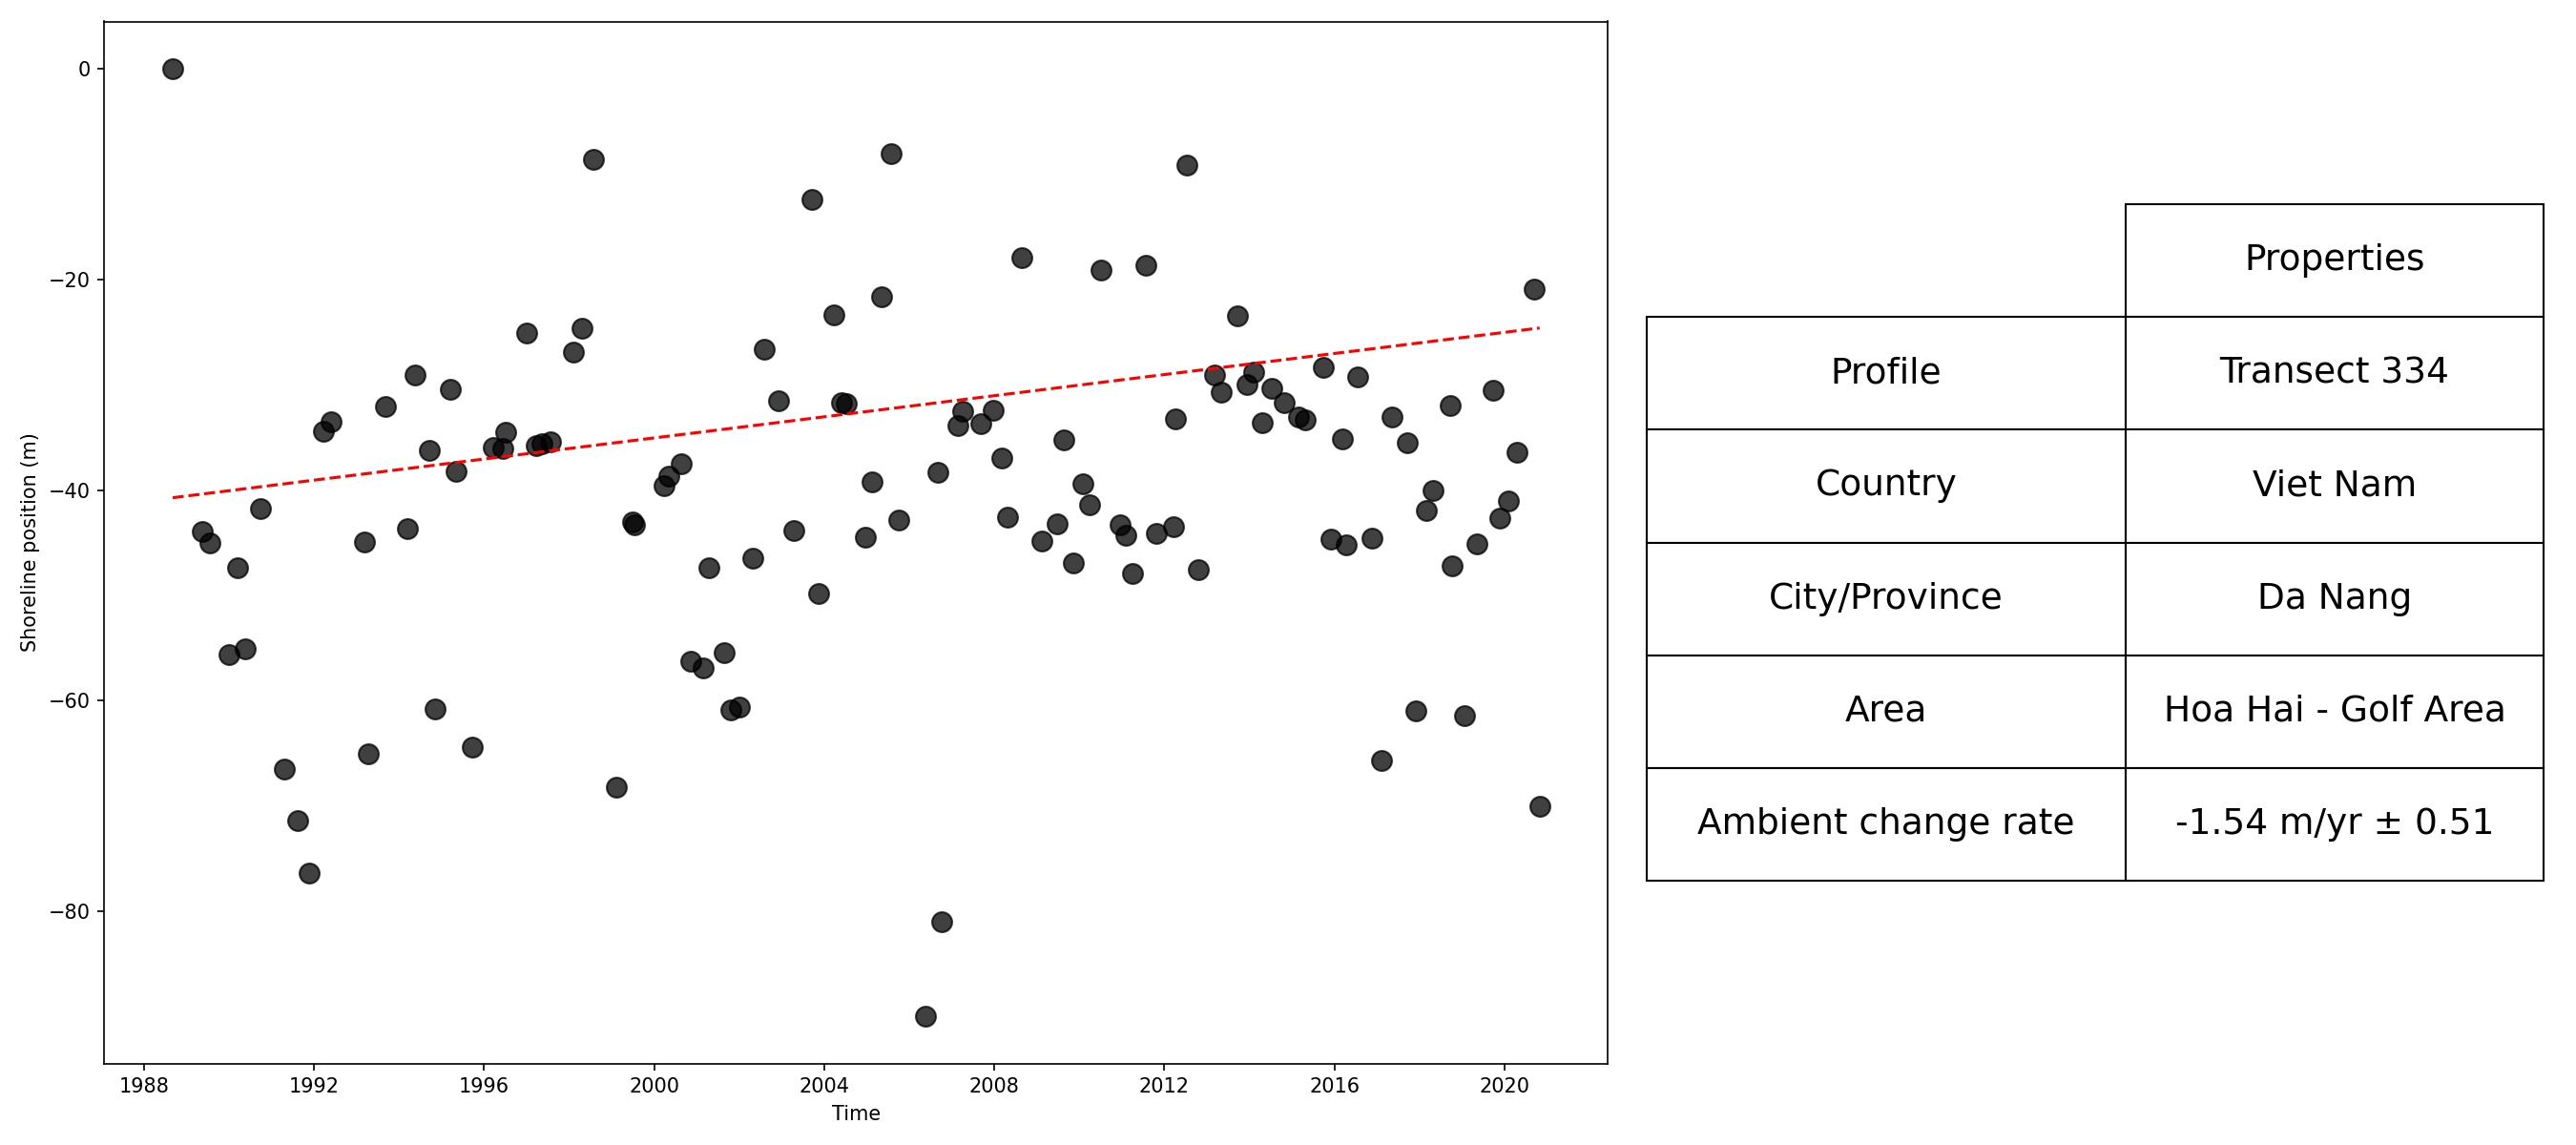 0
−20
−40
−60
−80
Shoreline position (m)
1988 1992 1996 2000 2004 2008 2012 2016 2020
Time
Properties
Profile Transect 334
Country Viet Nam
City/Province Da Nang
Area Hoa Hai - Golf Area
Ambient change rate -1.54 m/yr ± 0.51